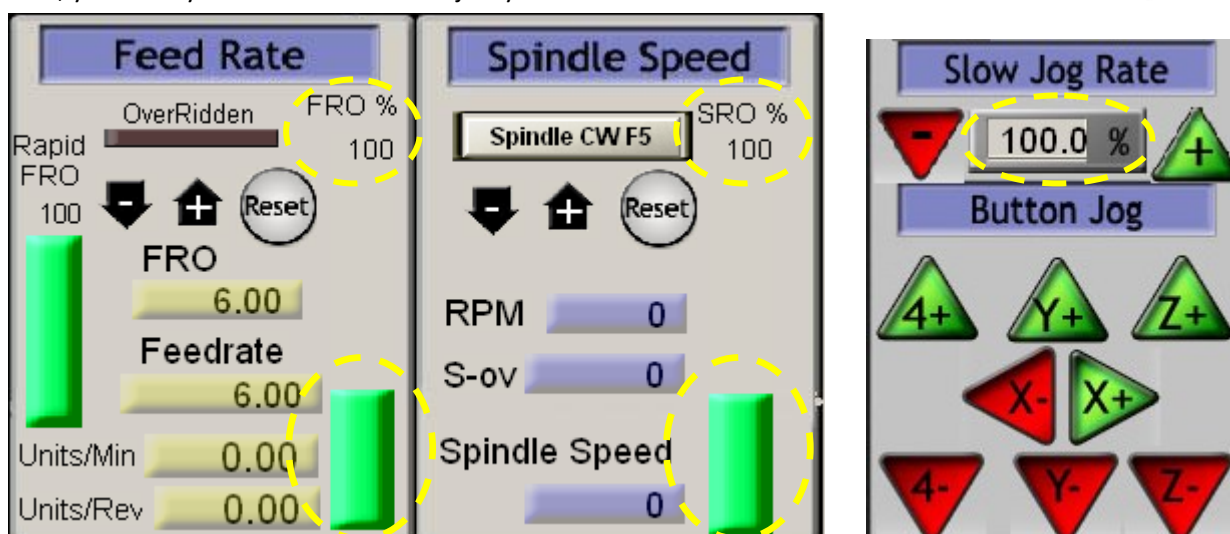 Feed Rate
OverRidden
FRO %
100
Rapid
FRO
100
-
+
Reset
FRO
6.00
Feedrate
6.00
Units/Min 0.00
Units/Rev 0.00
Spindle Speed
Spindle CW F5
SRO %
100
-
+
Reset
RPM 0
S-ov 0
Spindle Speed
0
Slow Jog Rate
- 100.0 % +
Button Jog
4+ Y+ Z+
X- X+
4- Y- Z-